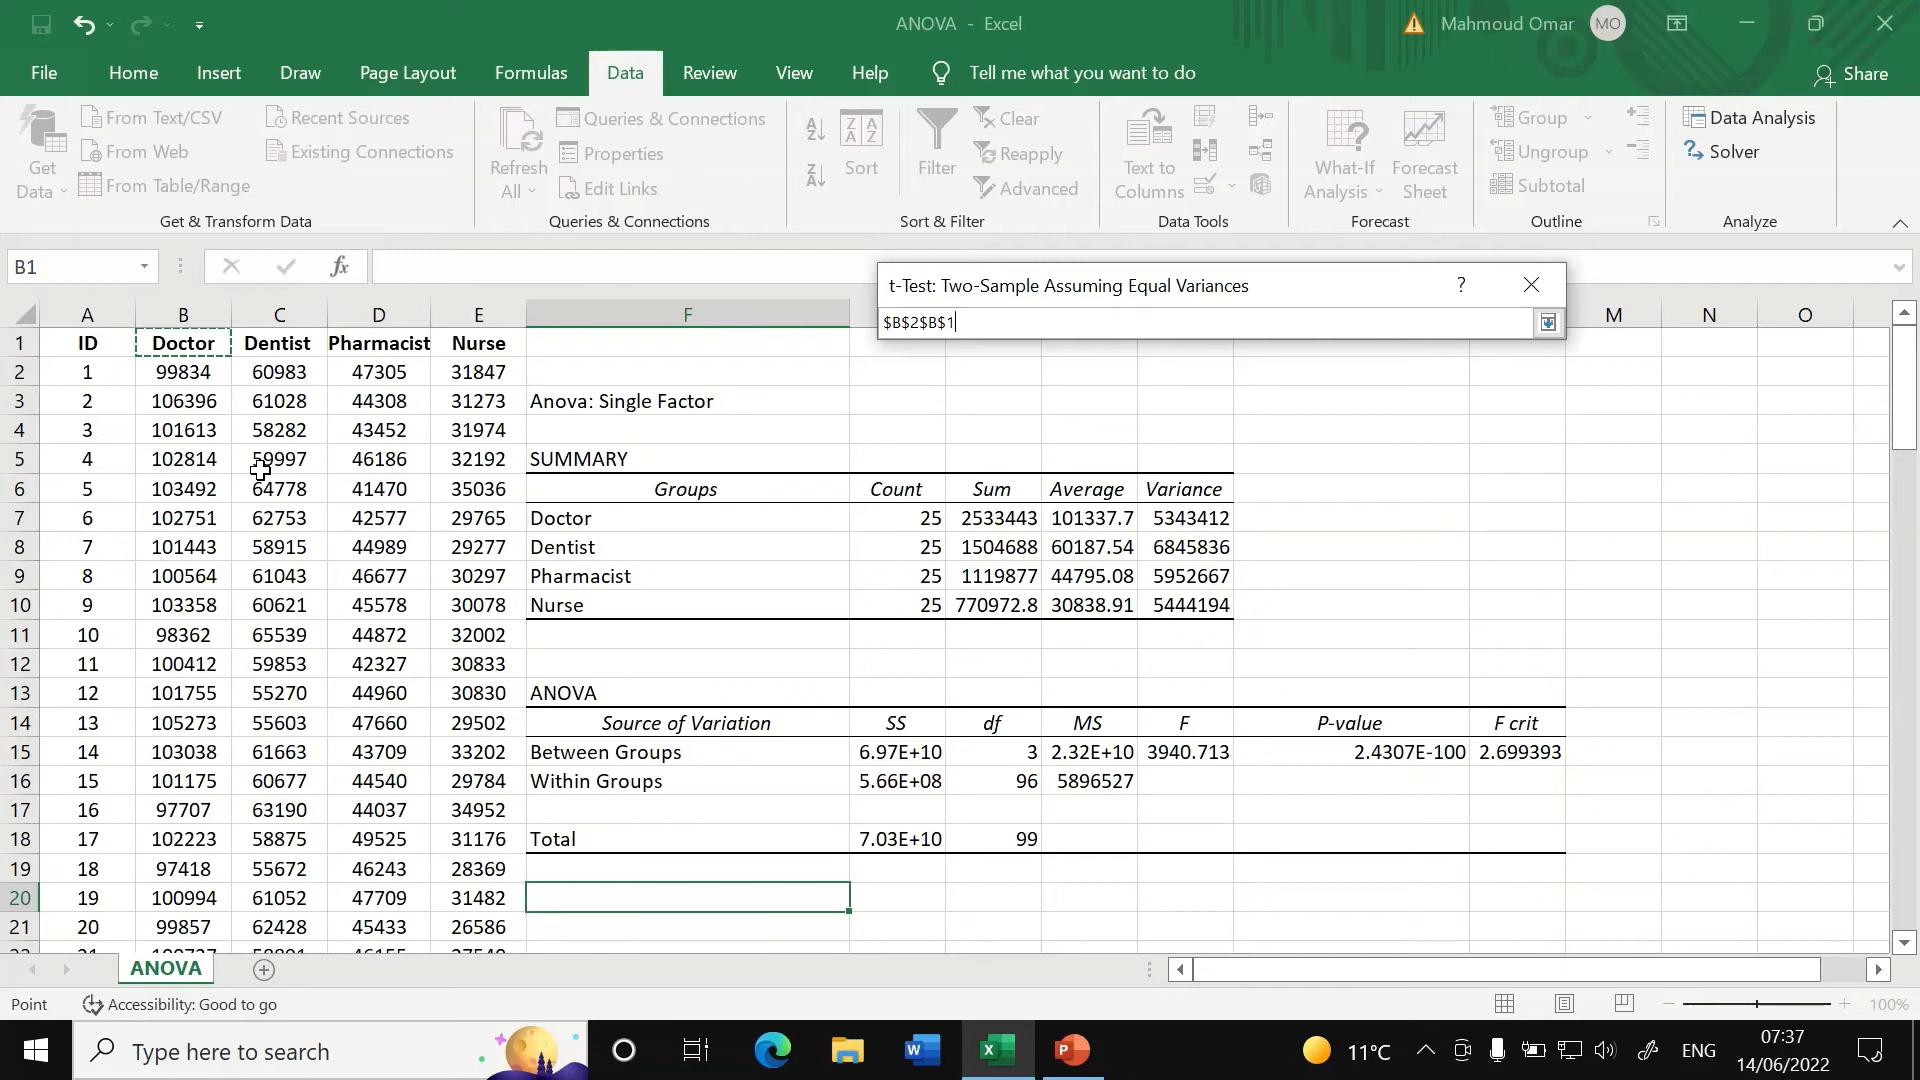 ANOVA - Excel
Mahmoud Omar MO
File Home Insert Draw Page Layout Formulas Data Review View Help Tell me what you want to do Share
Get Data
From Text/CSV
From Web
From Table/Range
Recent Sources
Existing Connections
Get & Transform Data
Refresh All
Queries & Connections
Properties
Edit Links
Queries & Connections
Sort
Filter
Clear
Reapply
Advanced
Sort & Filter
Text to Columns
Data Tools
What-If Analysis
Forecast Sheet
Forecast
Group
Ungroup
Subtotal
Outline
Data Analysis
Solver
Analyze
B1 fx
t-Test: Two-Sample Assuming Equal Variances ?
$B$2$B$1
A B C D E F M N O
1 ID Doctor Dentist Pharmacist Nurse
2 1 99834 60983 47305 31847
3 2 106396 61028 44308 31273 Anova: Single Factor
4 3 101613 58282 43452 31974
5 4 102814 59997 46186 32192 SUMMARY
6 5 103492 64778 41470 35036 Groups Count Sum Average Variance
7 6 102751 62753 42577 29765 Doctor 25 2533443 101337.7 5343412
8 7 101443 58915 44989 29277 Dentist 25 1504688 60187.54 6845836
9 8 100564 61043 46677 30297 Pharmacist 25 1119877 44795.08 5952667
10 9 103358 60621 45578 30078 Nurse 25 770972.8 30838.91 5444194
11 10 98362 65539 44872 32002
12 11 100412 59853 42327 30833
13 12 101755 55270 44960 30830 ANOVA
14 13 105273 55603 47660 29502 Source of Variation SS df MS F P-value F crit
15 14 103038 61663 43709 33202 Between Groups 6.97E+10 3 2.32E+10 3940.713 2.4307E-100 2.699393
16 15 101175 60677 44540 29784 Within Groups 5.66E+08 96 5896527
17 16 97707 63190 44037 34952
18 17 102223 58875 49525 31176 Total 7.03E+10 99
19 18 97418 55672 46243 28369
20 19 100994 61052 47709 31482
21 20 99857 62428 45433 26586
ANOVA
Point Accessibility: Good to go 100%
Type here to search
11°C ENG
07:37
14/06/2022